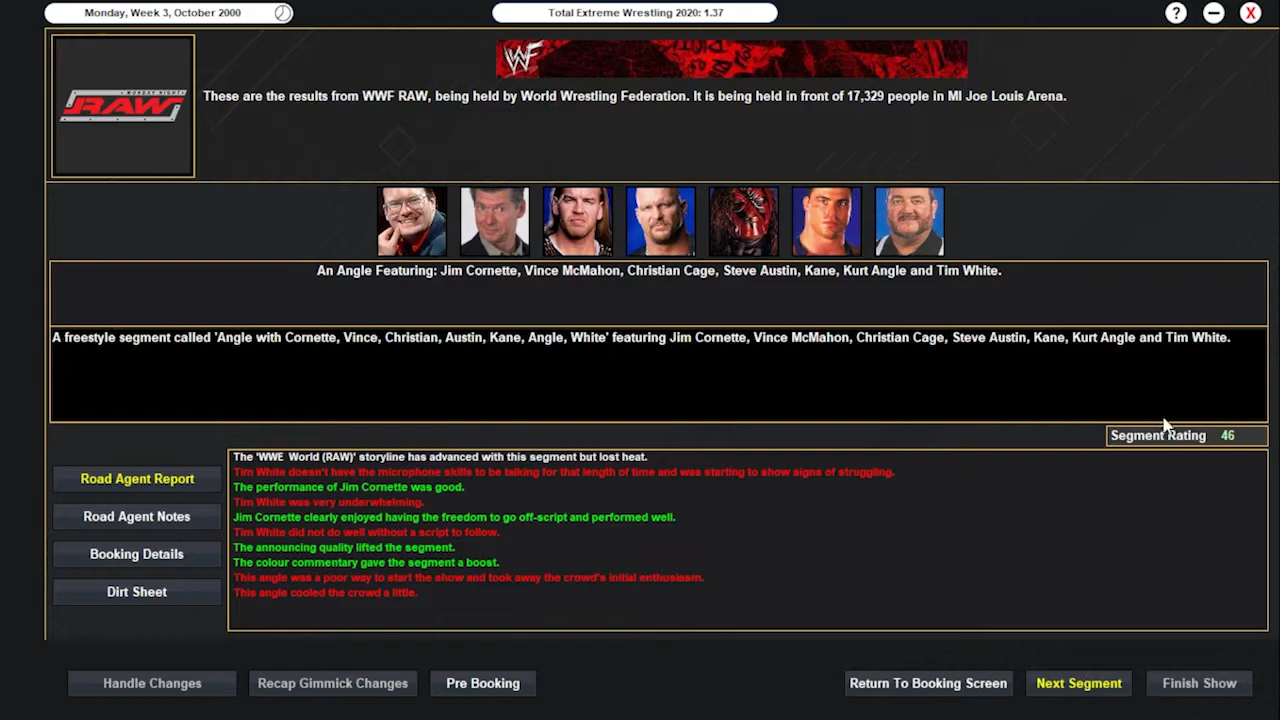 Monday, Week 3, October 2000
Total Extreme Wrestling 2020: 1.37
?
X
MONDAY NIGHT
RAW
These are the results from WWF RAW, being held by World Wrestling Federation. It is being held in front of 17,329 people in MI Joe Louis Arena.
An Angle Featuring: Jim Cornette, Vince McMahon, Christian Cage, Steve Austin, Kane, Kurt Angle and Tim White.
A freestyle segment called 'Angle with Cornette, Vince, Christian, Austin, Kane, Angle, White' featuring Jim Cornette, Vince McMahon, Christian Cage, Steve Austin, Kane, Kurt Angle and Tim White.
Segment Rating 46
The 'WWE World (RAW)' storyline has advanced with this segment but lost heat.
Tim White doesn't have the microphone skills to be talking for that length of time and was starting to show signs of struggling.
The performance of Jim Cornette was good.
Tim White was very underwhelming.
Jim Cornette clearly enjoyed having the freedom to go off-script and performed well.
Tim White did not do well without a script to follow.
The announcing quality lifted the segment.
The colour commentary gave the segment a boost.
This angle was a poor way to start the show and took away the crowd's initial enthusiasm.
This angle cooled the crowd a little.
Road Agent Report
Road Agent Notes
Booking Details
Dirt Sheet
Handle Changes
Recap Gimmick Changes
Pre Booking
Return To Booking Screen
Next Segment
Finish Show